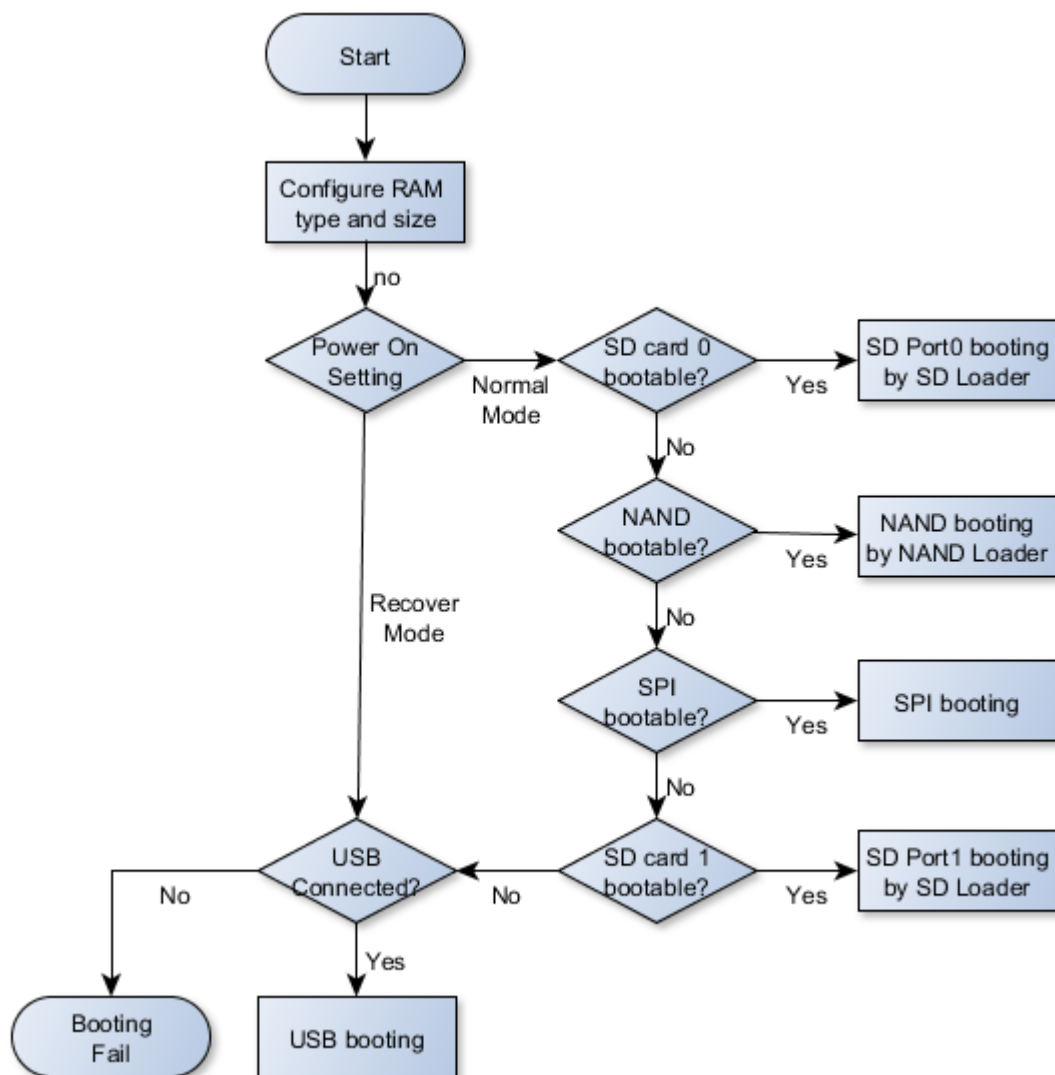 Start
Configure RAM
type and size
no
Power On
Setting
Normal
Mode
SD card 0
bootable?
Yes
SD Port0 booting
by SD Loader
No
NAND
bootable?
Yes
NAND booting
by NAND Loader
Recover
Mode
No
SPI
bootable?
Yes
SPI booting
No
USB
Connected?
No
SD card 1
bootable?
Yes
SD Port1 booting
by SD Loader
No
Yes
Booting
Fail
USB booting